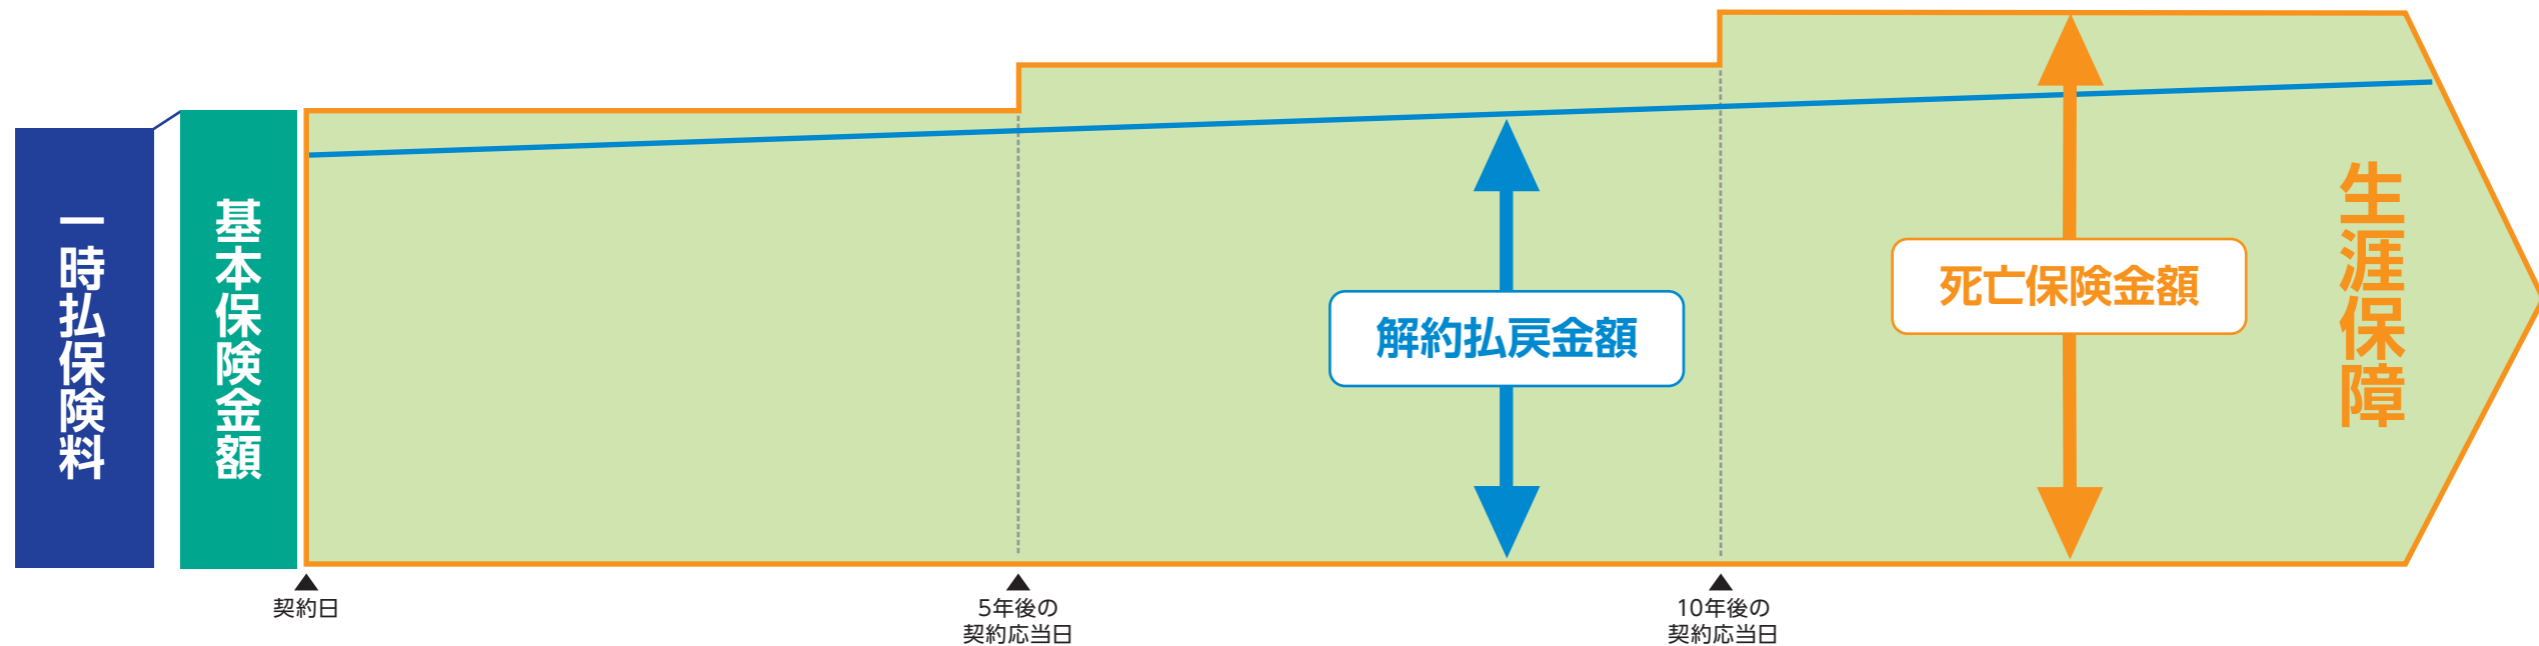 一時払保険料
基本保険金額
解約払戻金額
死亡保険金額
生涯保障
契約日
5年後の
契約応当日
10年後の
契約応当日